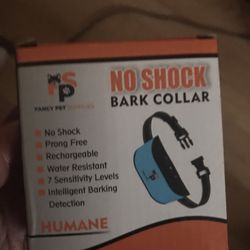 FSP
FANCY PET SUPPLIES
NO SHOCK
BARK COLLAR
No Shock
Prong Free
Rechargeable
Water Resistant
7 Sensitivity Levels
Intelligent Barking
Detection
HUMANE